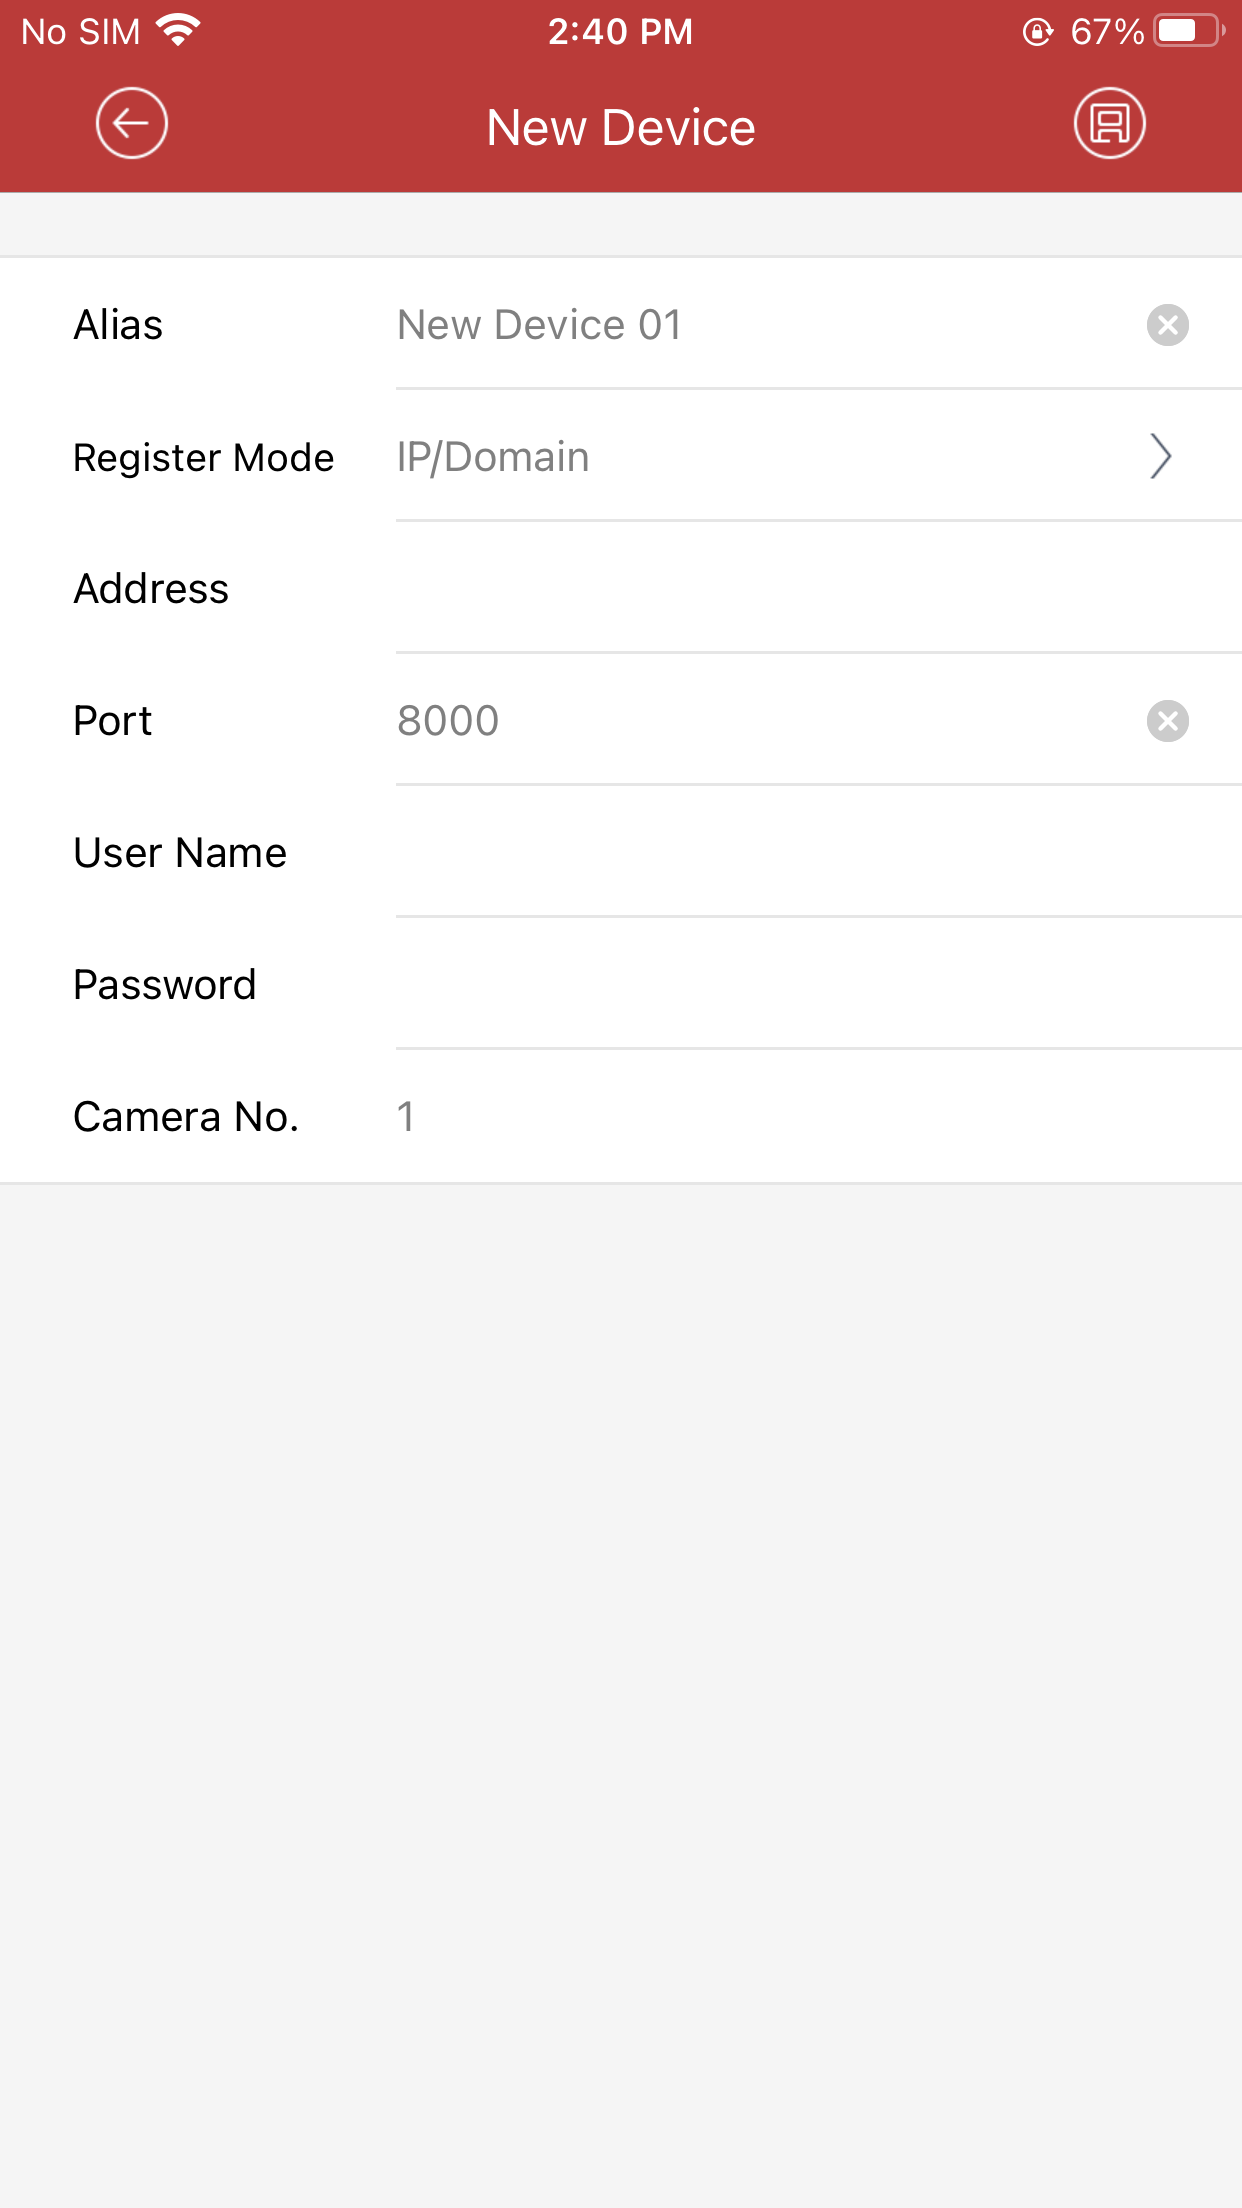 No SIM 2:40 PM 67%
New Device
Alias New Device 01
Register Mode IP/Domain
Address
Port 8000
User Name
Password
Camera No. 1